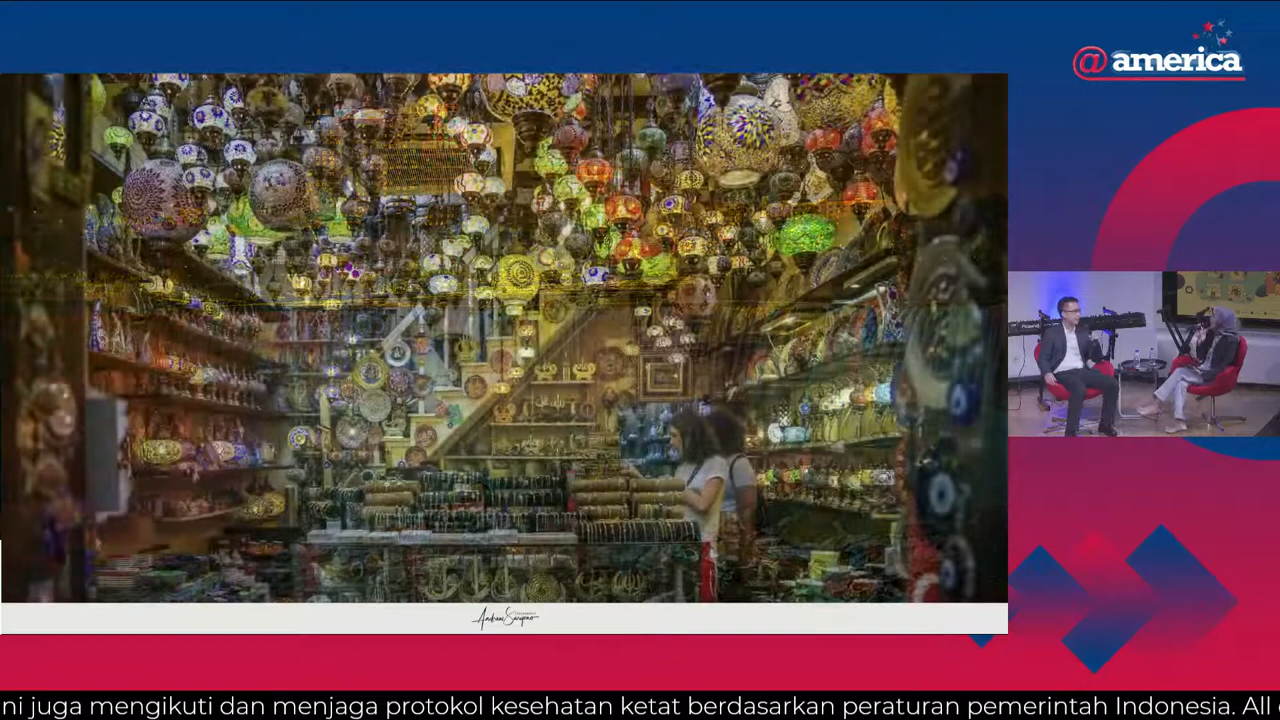 @america
Roland
ni juga mengikuti dan menjaga protokol kesehatan ketat berdasarkan peraturan pemerintah Indonesia. All